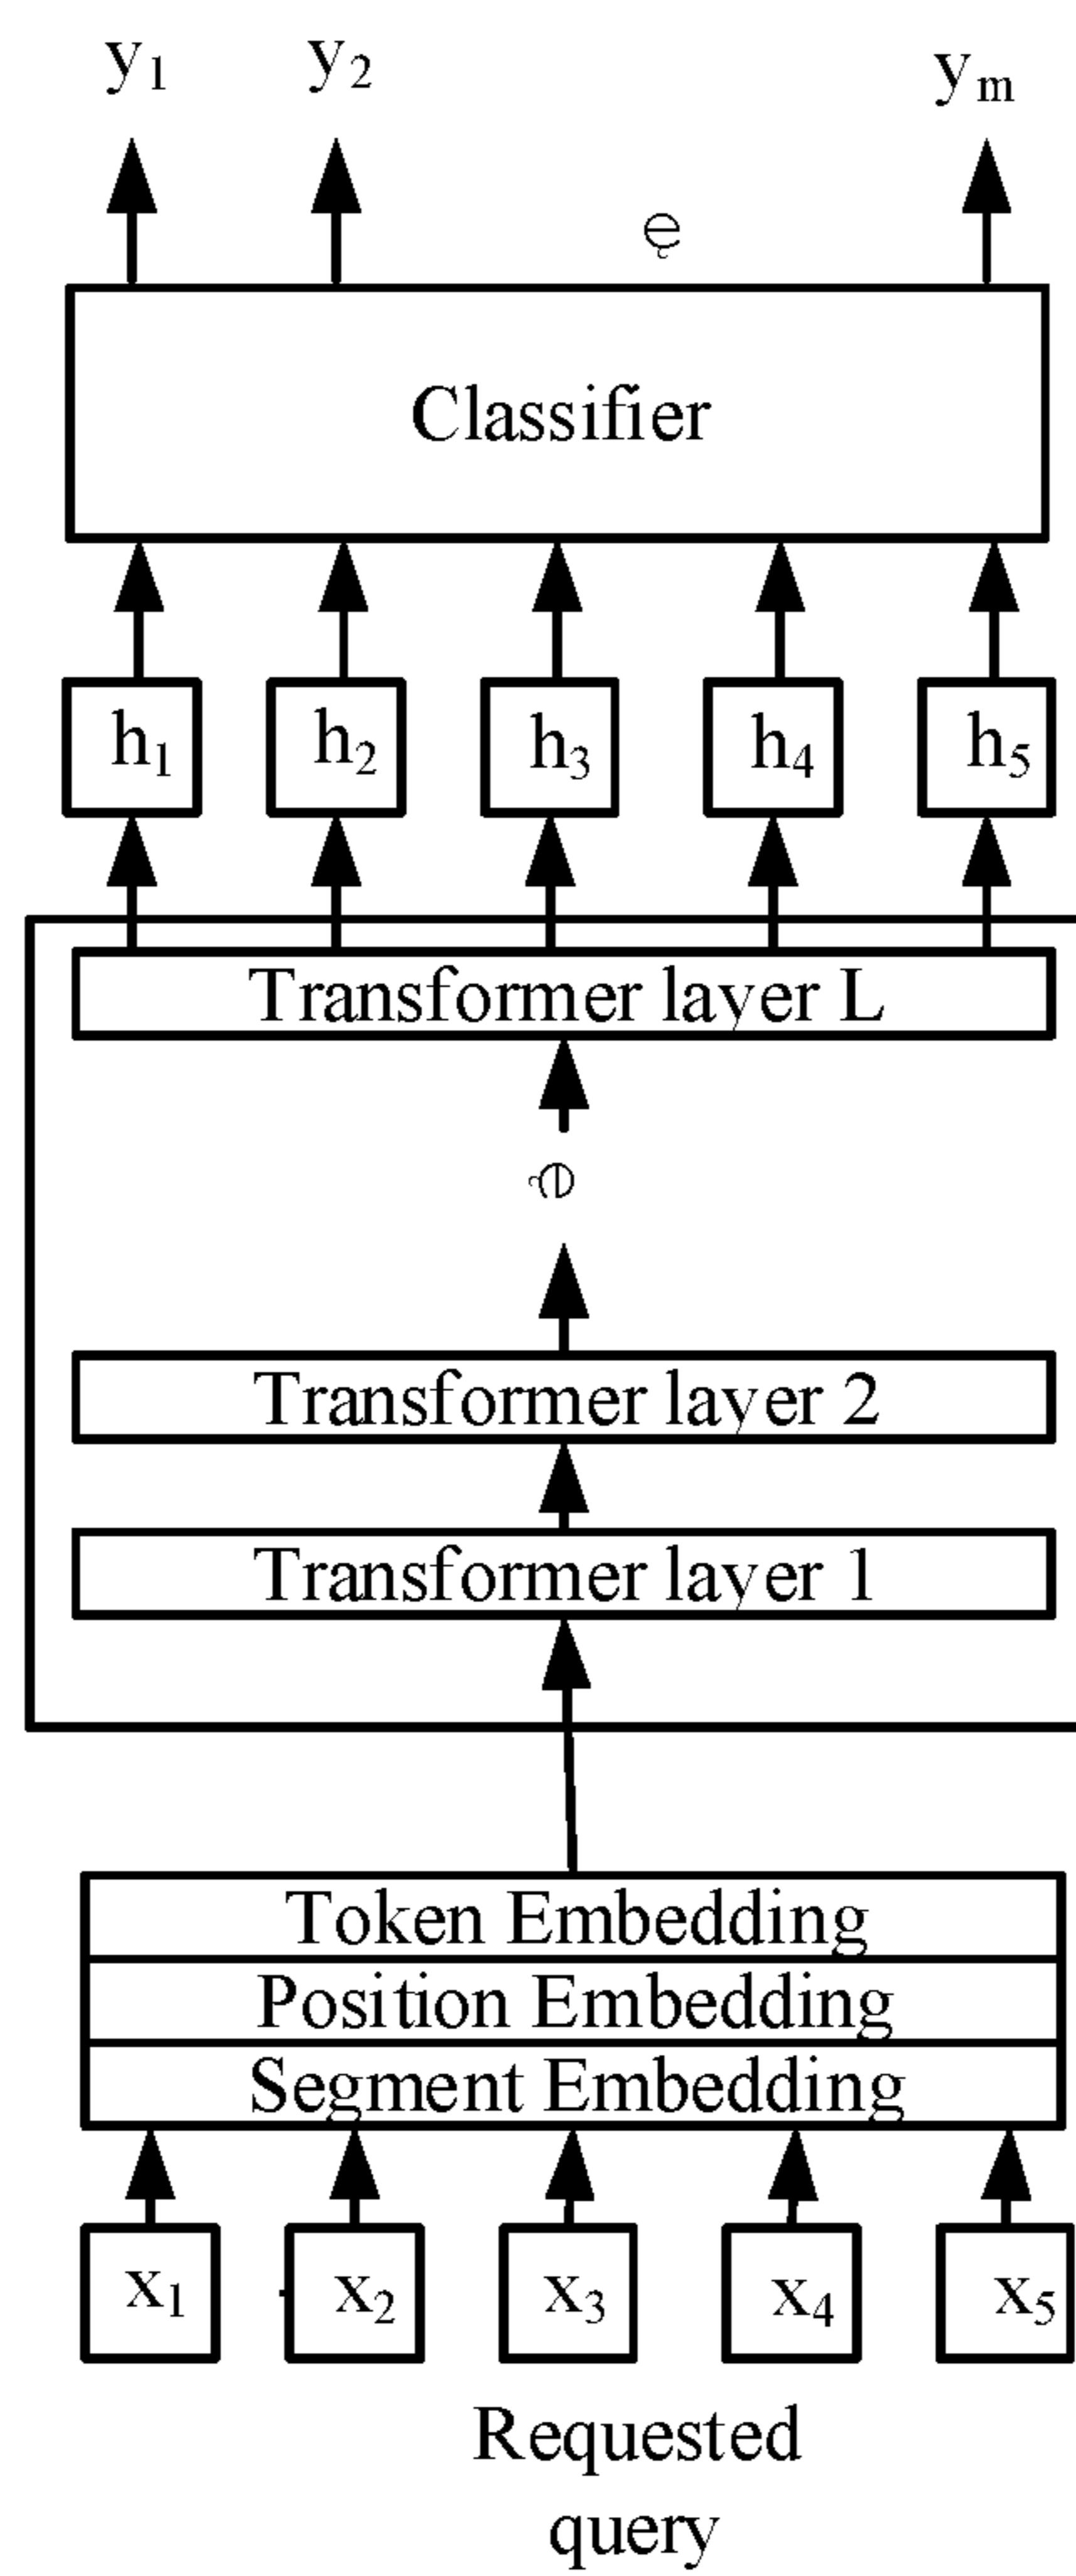 y1 y2 ym
Classifier
h1 h2 h3 h4 h5
Transformer layer L
Transformer layer 2
Transformer layer 1
Token Embedding
Position Embedding
Segment Embedding
x1 x2 x3 x4 x5
Requested
query